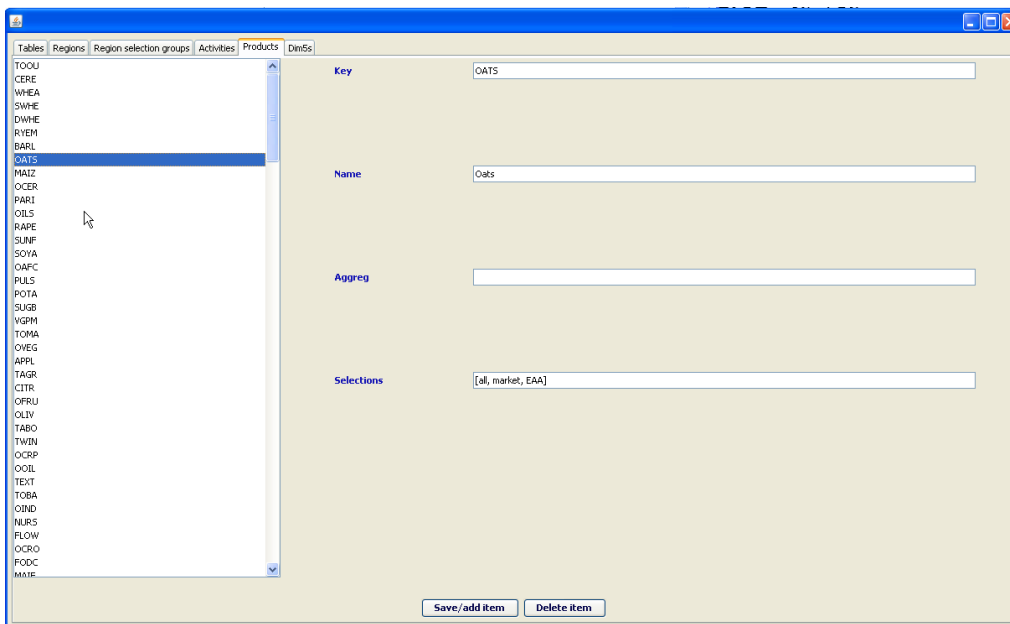 Tables Regions Region selection groups Activities Products Dim5s
TOOU
CERE
WHEA
SWHE
DWHE
RYEM
BARL
OATS
MAIZ
OCER
PARI
OILS
RAPE
SUNF
SOYA
OAFC
PULS
POTA
SUGB
VGPM
TOMA
OVEG
APPL
TAGR
CITR
OFRU
OLIV
TABO
TWIN
OCRP
OOIL
TEXT
TOBA
OIND
NURS
FLOW
OCRO
FODC
MAIF
Key OATS
Name Oats
Aggreg
Selections [all, market, EAA]
Save/add item Delete item